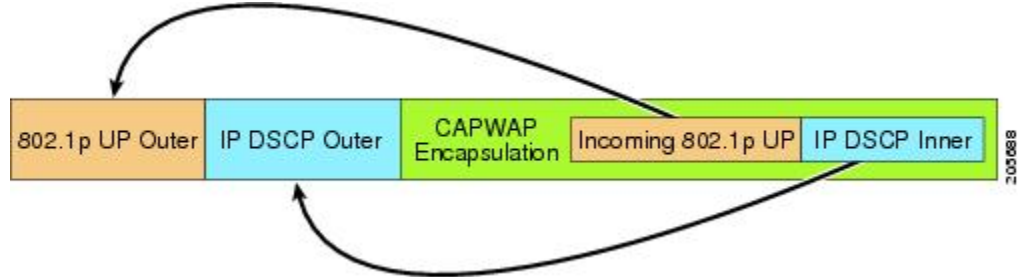 802.1p UP Outer
IP DSCP Outer
CAPWAP
Encapsulation
Incoming 802.1p UP
IP DSCP Inner
205688